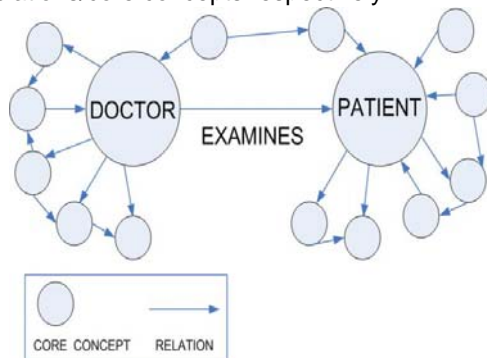 DOCTOR
PATIENT
EXAMINES
CORE CONCEPT RELATION